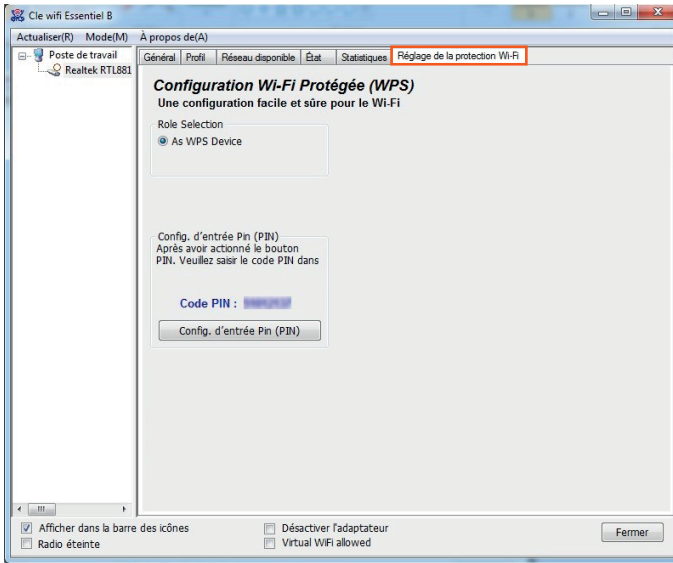 Cle wifi Essentiel B
Actualiser(R) Mode(M) À propos de(A)
Poste de travail
Realtek RTL881
Général Profil Réseau disponible État Statistiques Réglage de la protection Wi-Fi
Configuration Wi-Fi Protégée (WPS)
Une configuration facile et sûre pour le Wi-Fi
Role Selection
As WPS Device
Config. d'entrée Pin (PIN)
Après avoir actionné le bouton
PIN. Veuillez saisir le code PIN dans
Code PIN :
Config. d'entrée Pin (PIN)
Afficher dans la barre des icônes Désactiver l'adaptateur
Radio éteinte Virtual WiFi allowed
Fermer